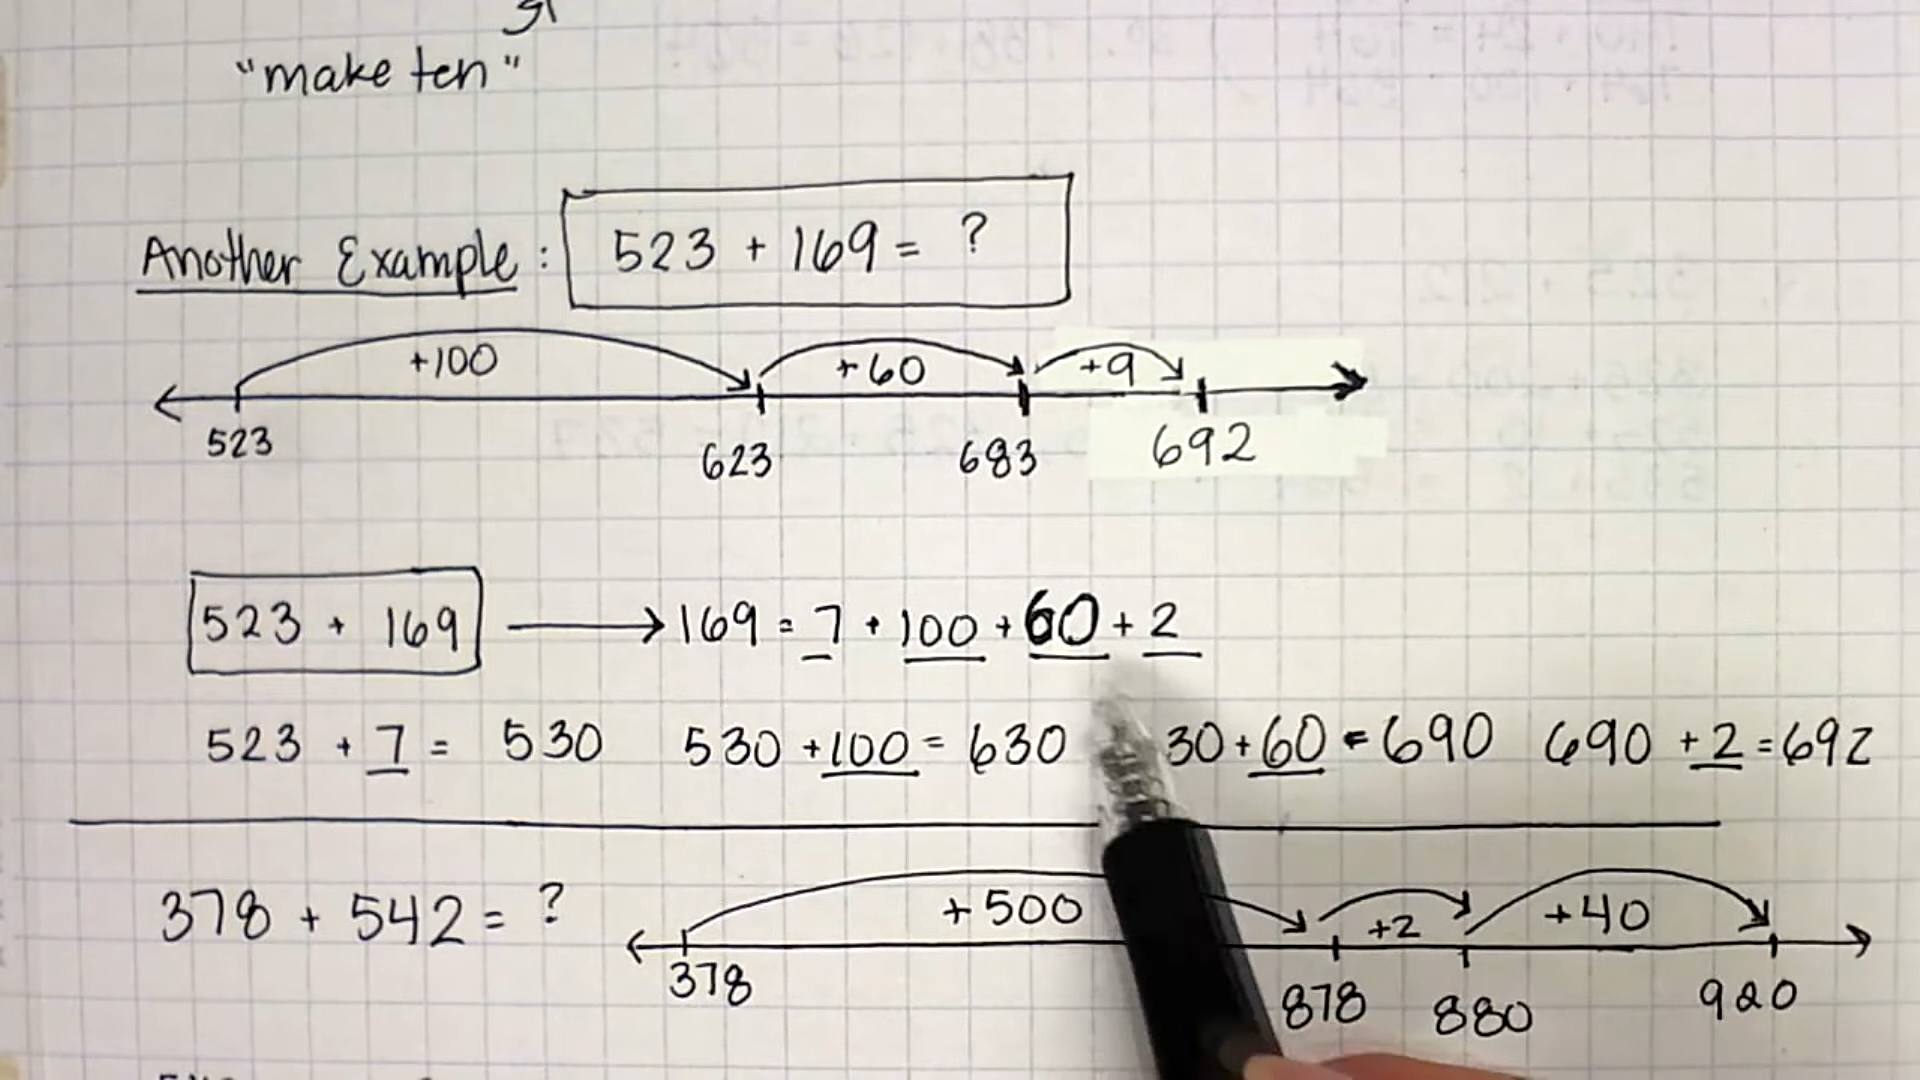 "make ten"
Another Example : 523 + 169 = ?
+100 +60 +9
523 623 683 692
523 + 169 → 169 = 7 + 100 + 60 + 2
523 + 7 = 530 530 +100 = 630 30+60 = 690 690 +2 =692
378 + 542 = ?
+500 +2 +40
378 878 880 920